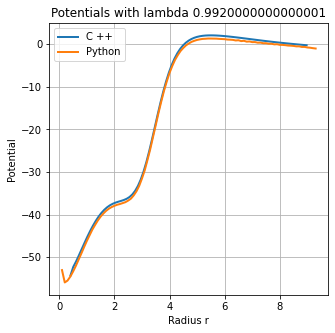 Potentials with lambda 0.9920000000000001
C ++
Python
0
−10
−20
−30
−40
−50
Potential
0 2 4 6 8
Radius r